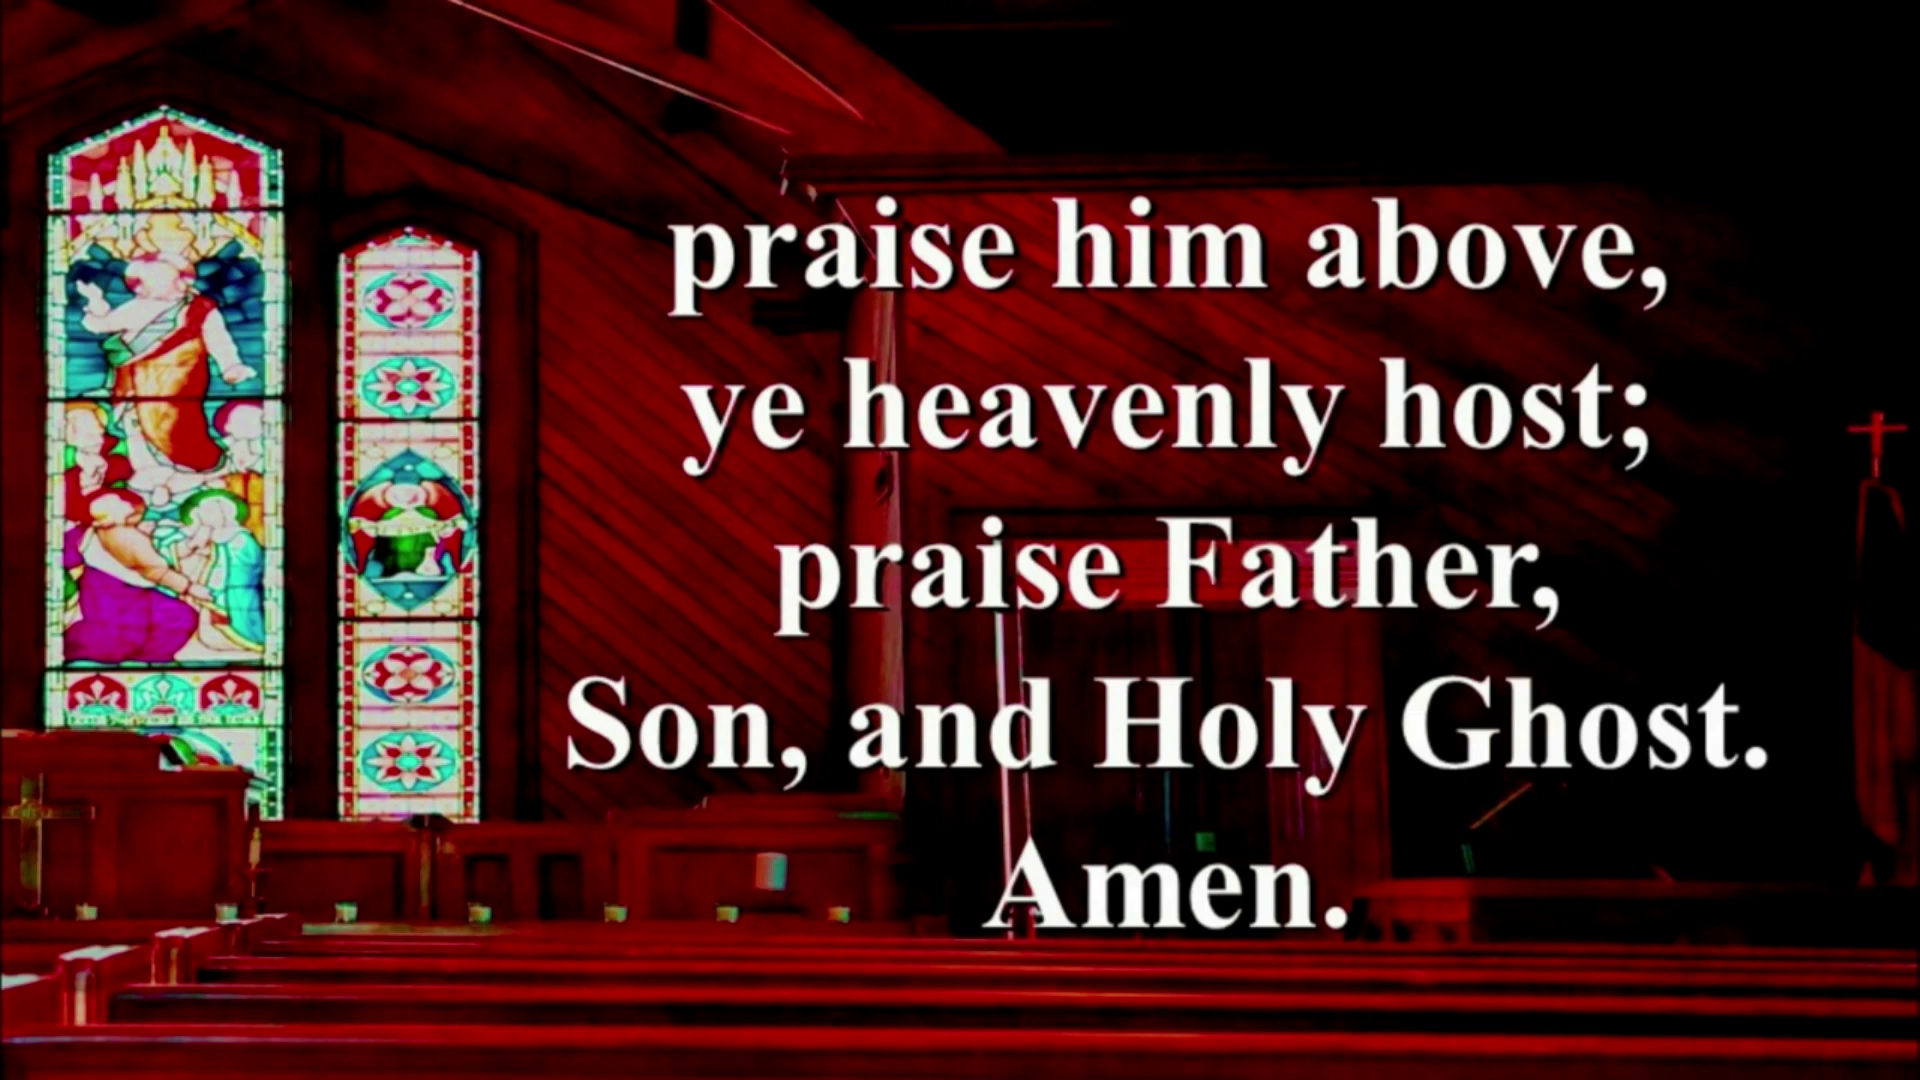 praise him above,
ye heavenly host;
praise Father,
Son, and Holy Ghost.
Amen.